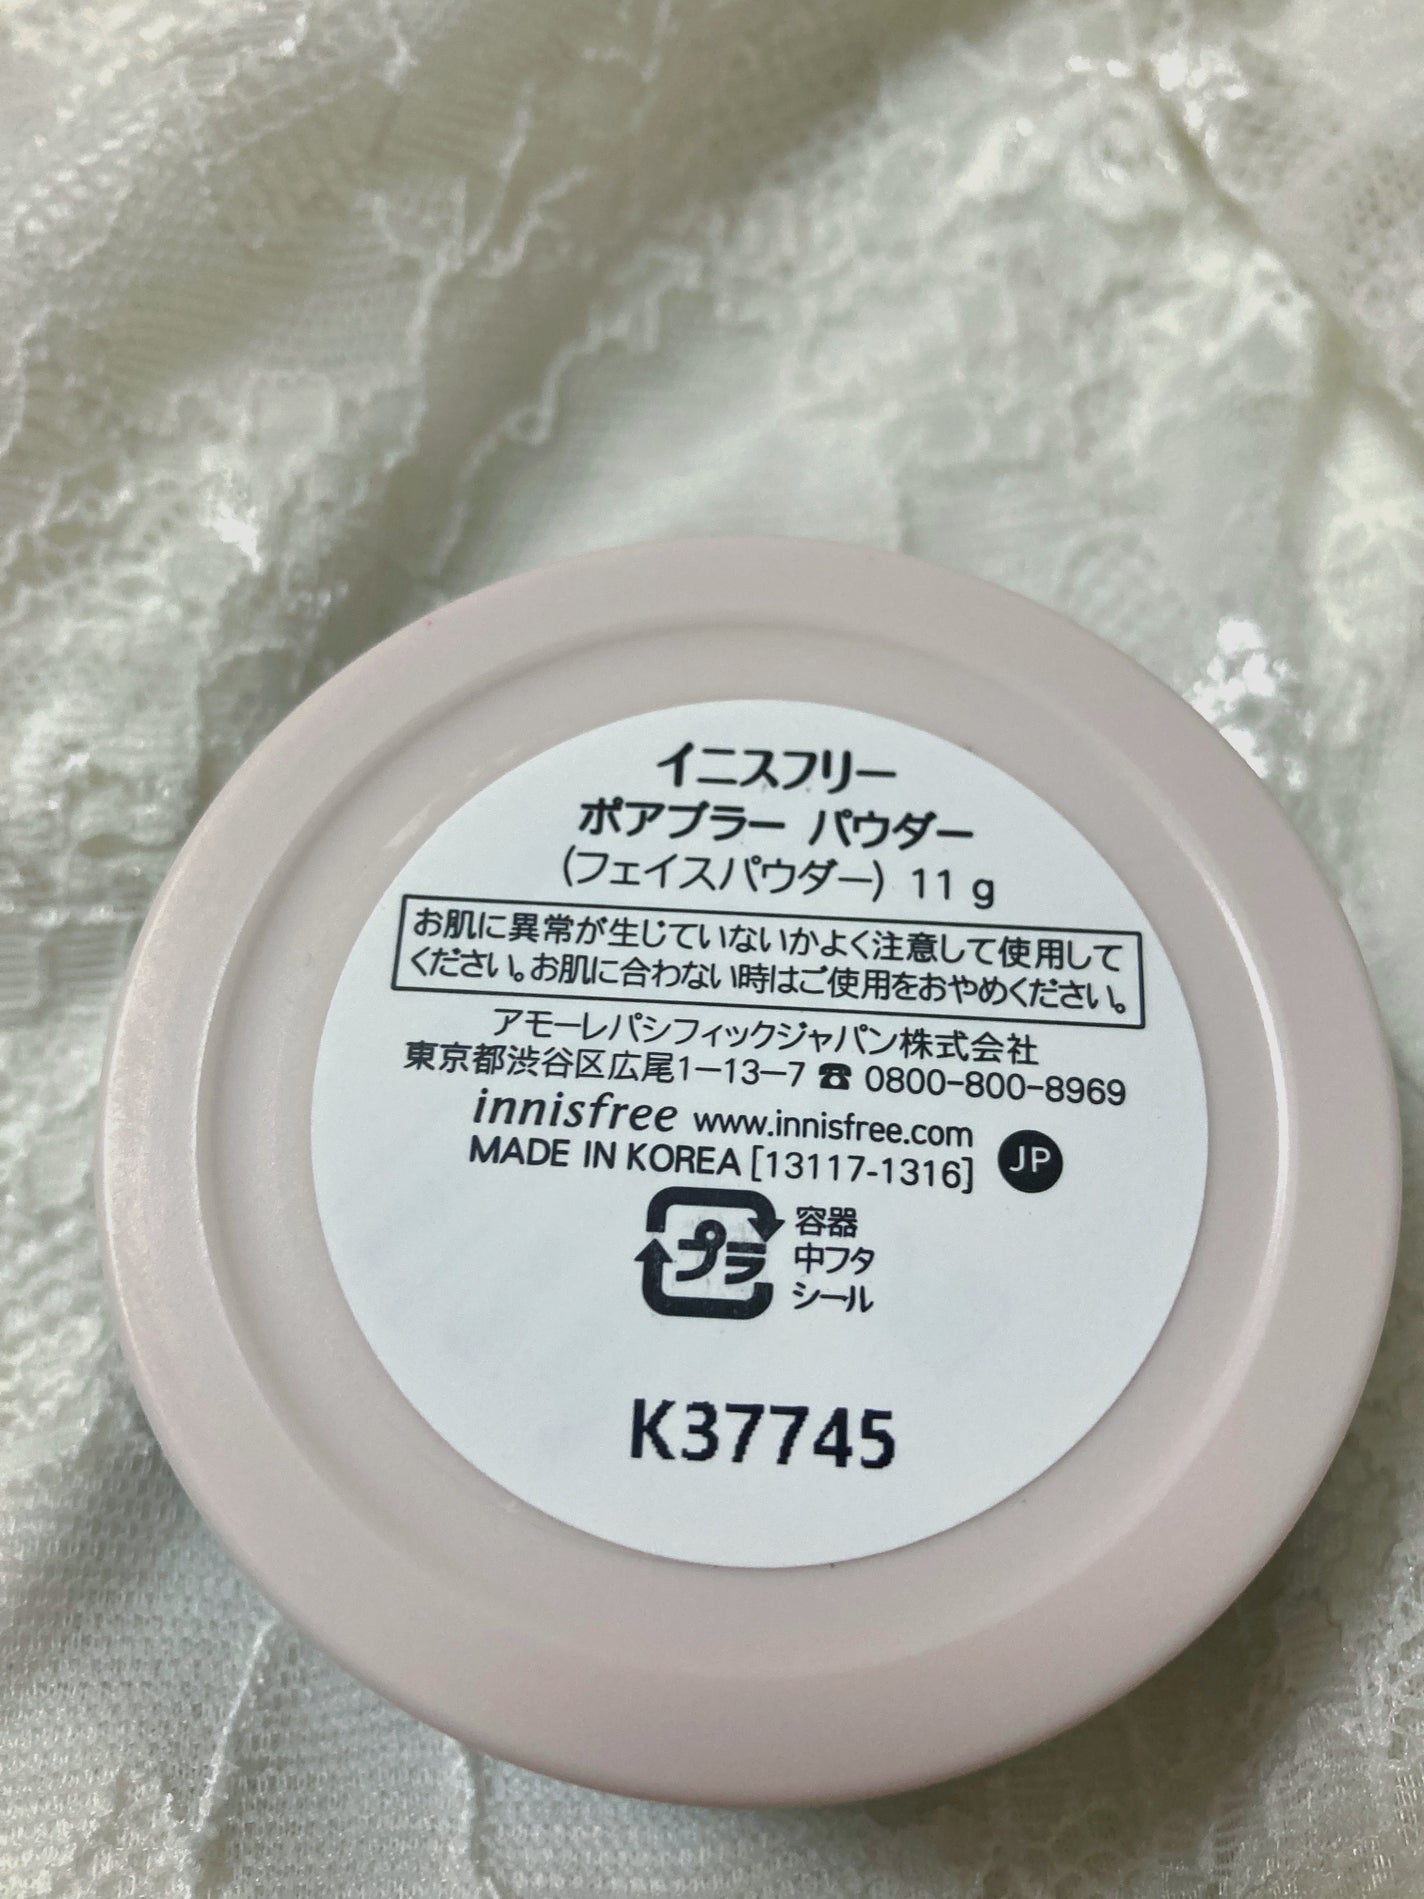 イニスフリー
ポアブラー パウダー
(フェイスパウダー) 11 g
お肌に異常が生じていないかよく注意して使用して
ください。お肌に合わない時はご使用をおやめください。
アモーレパシフィックジャパン株式会社
東京都渋谷区広尾1-13-7 ☎ 0800-800-8969
innisfree www.innisfree.com
MADE IN KOREA [13117-1316] JP
プラ 容器
中フタ
シール
K37745